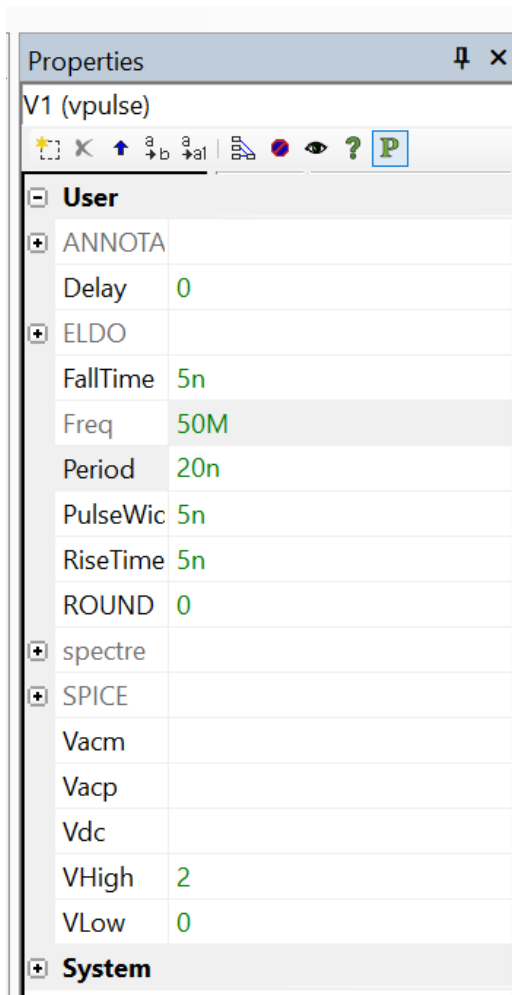 Properties
V1 (vpulse)
a b a a1 ? P
User
ANNOTA
Delay 0
ELDO
FallTime 5n
Freq 50M
Period 20n
PulseWic 5n
RiseTime 5n
ROUND 0
spectre
SPICE
Vacm
Vacp
Vdc
VHigh 2
VLow 0
System